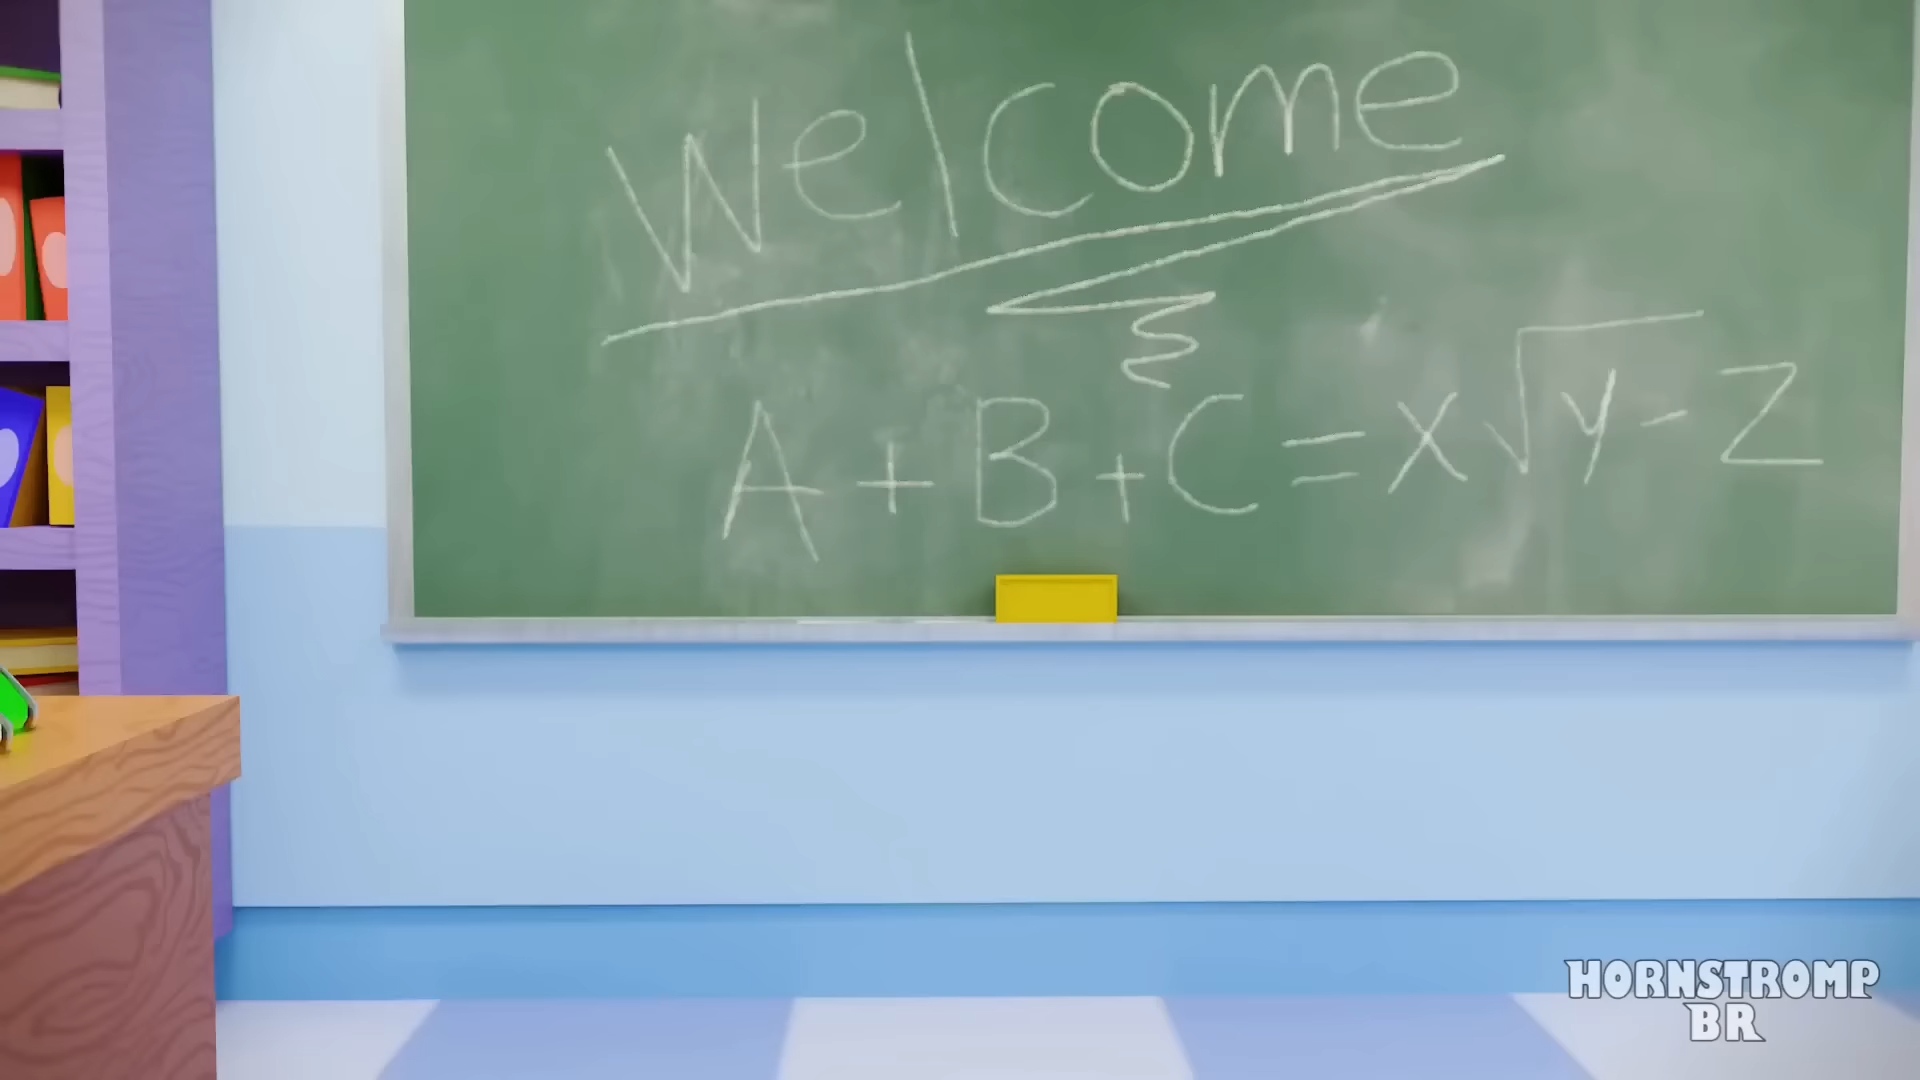 Welcome
A + B + C = x√y - Z
HORNSTROMP
BR